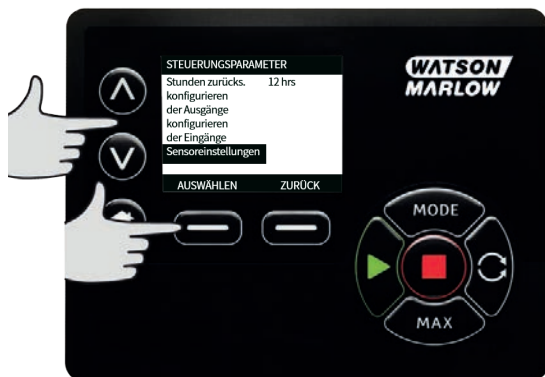 STEUERUNGSPARAMETER
Stunden zurücks. 12 hrs
konfigurieren
der Ausgänge
konfigurieren
der Eingänge
Sensoreinstellungen
AUSWÄHLEN ZURÜCK
WATSON
MARLOW
MODE
MAX